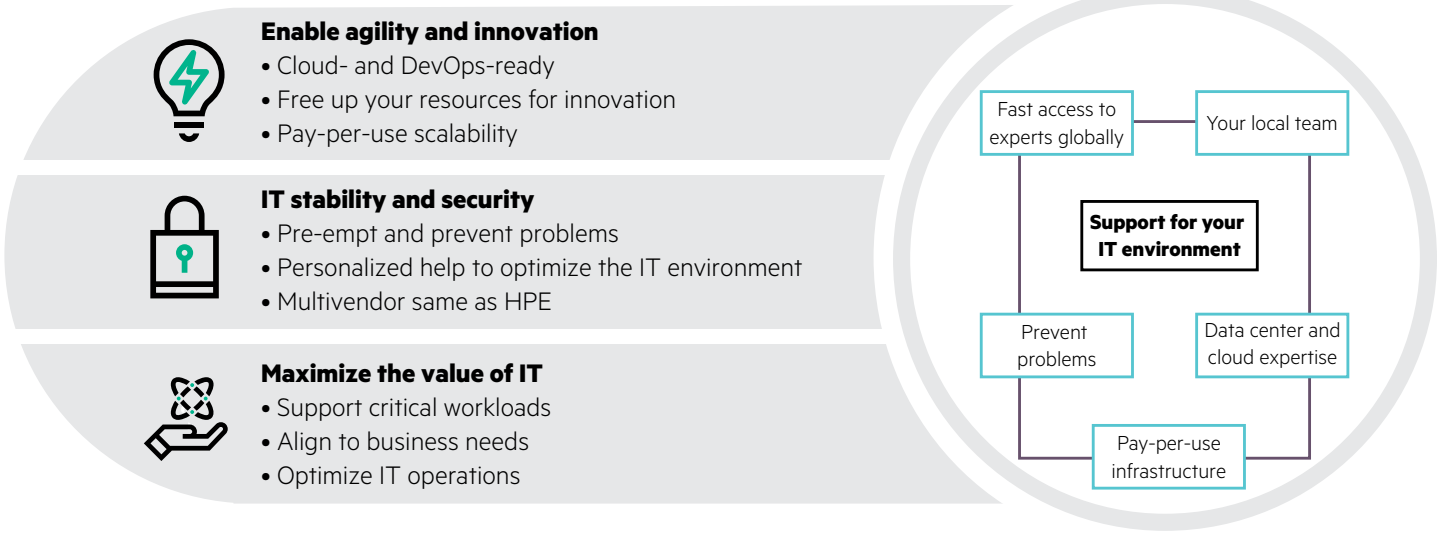 Enable agility and innovation
• Cloud- and DevOps-ready
• Free up your resources for innovation
• Pay-per-use scalability
IT stability and security
• Pre-empt and prevent problems
• Personalized help to optimize the IT environment
• Multivendor same as HPE
Maximize the value of IT
• Support critical workloads
• Align to business needs
• Optimize IT operations
Fast access to
experts globally
Your local team
Support for your
IT environment
Prevent
problems
Data center and
cloud expertise
Pay-per-use
infrastructure